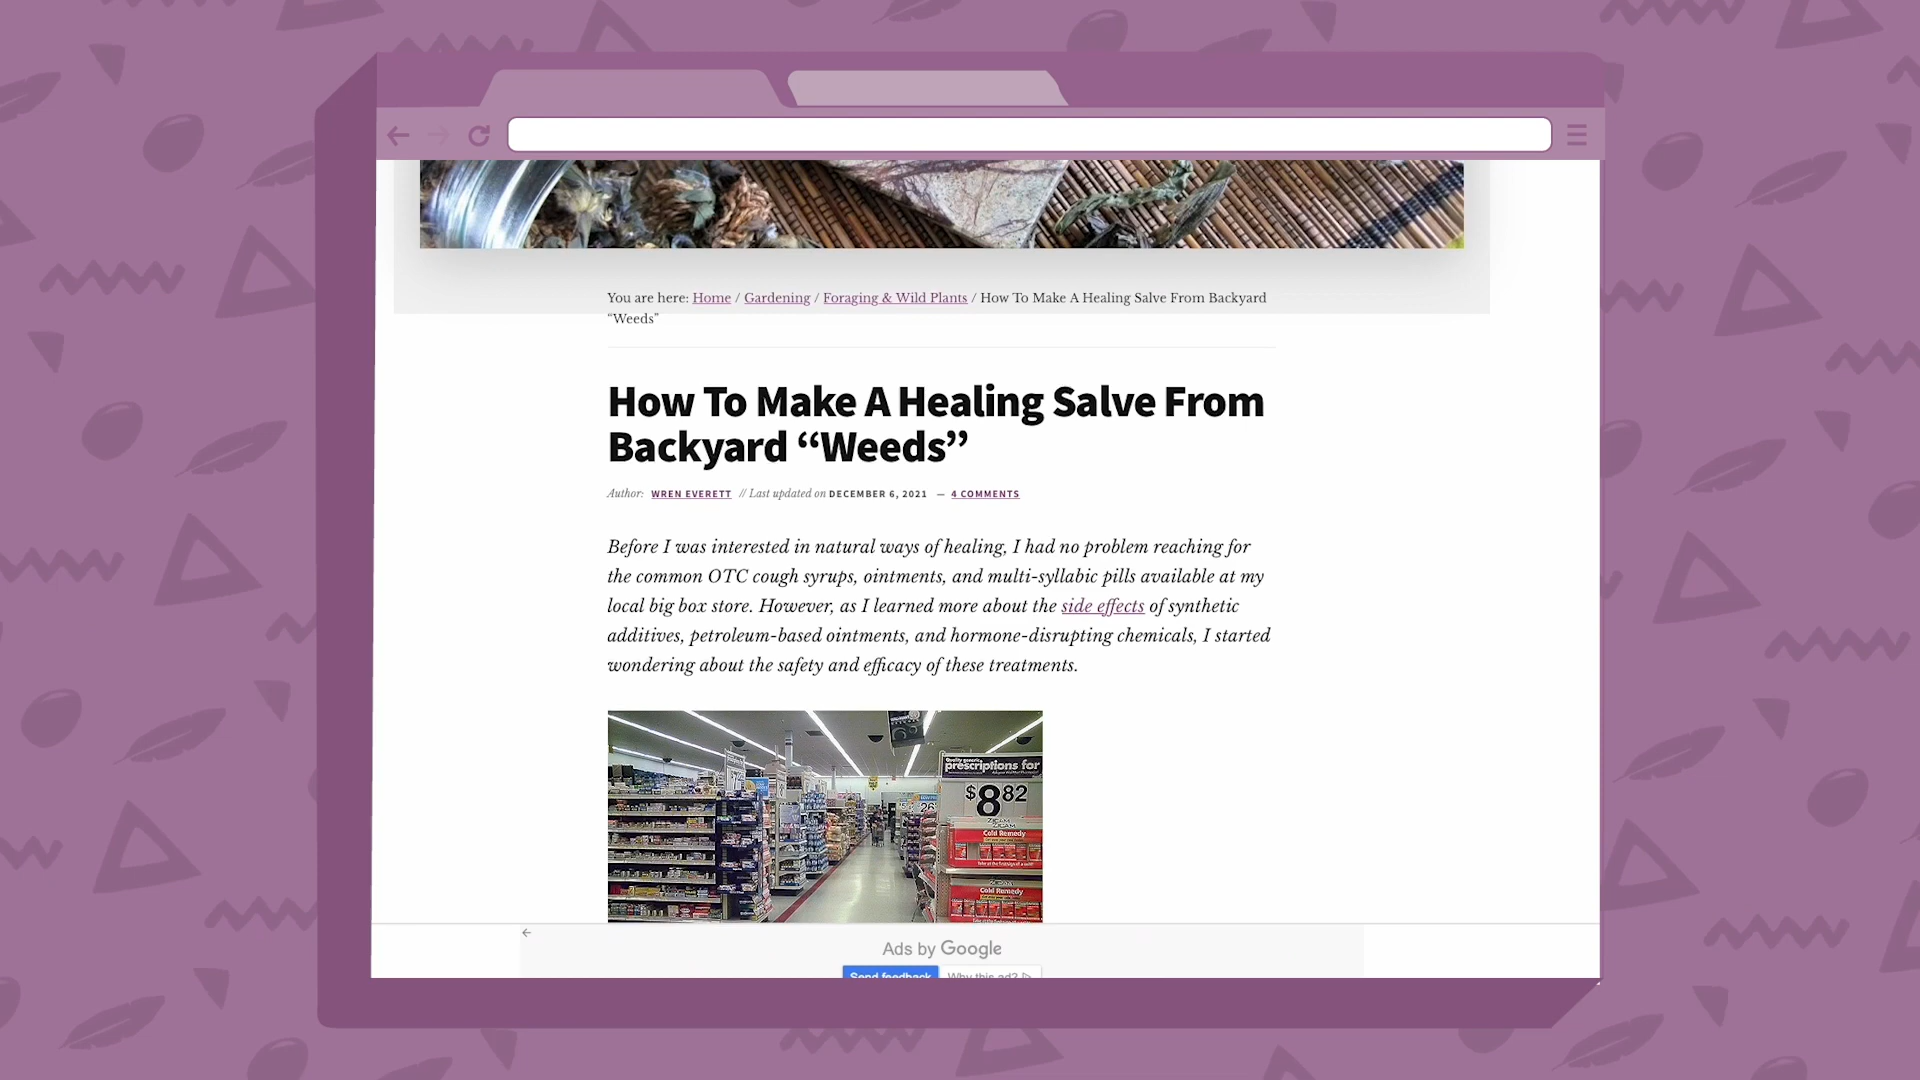 You are here: Home / Gardening / Foraging & Wild Plants / How To Make A Healing Salve From Backyard
“Weeds”
How To Make A Healing Salve From
Backyard “Weeds”
Author: WREN EVERETT // Last updated on DECEMBER 6, 2021 — 4 COMMENTS
Before I was interested in natural ways of healing, I had no problem reaching for
the common OTC cough syrups, ointments, and multi-syllabic pills available at my
local big box store. However, as I learned more about the side effects of synthetic
additives, petroleum-based ointments, and hormone-disrupting chemicals, I started
wondering about the safety and efficacy of these treatments.
prescriptions for
$8.82
Cold Remedy
Cold Remedy
Ads by Google
Send feedback
Why this ad?